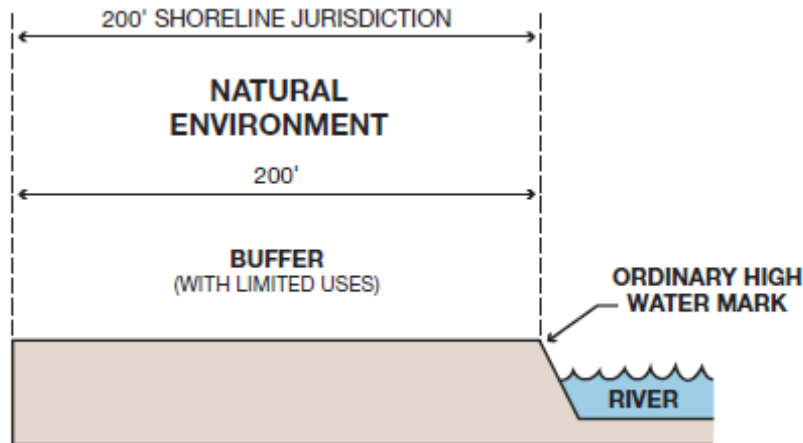 200' SHORELINE JURISDICTION
NATURAL
ENVIRONMENT
200'
BUFFER
(WITH LIMITED USES)
ORDINARY HIGH
WATER MARK
RIVER